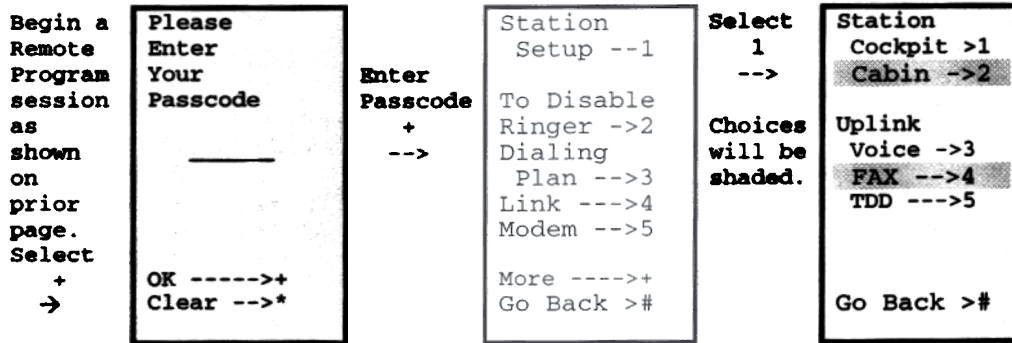 Begin a
Remote
Program
session
as
shown
on
prior
page.
Select
+
→
Please
Enter
Your
Passcode
OK ----->+
Clear -->*
Enter
Passcode
+
-->
Station
Setup --1
To Disable
Ringer ->2
Dialing
Plan -->3
Link --->4
Modem -->5
More ---->+
Go Back >#
Select
1
-->
Choices
will be
shaded.
Station
Cockpit >1
Cabin ->2
Uplink
Voice ->3
FAX -->4
TDD --->5
Go Back >#